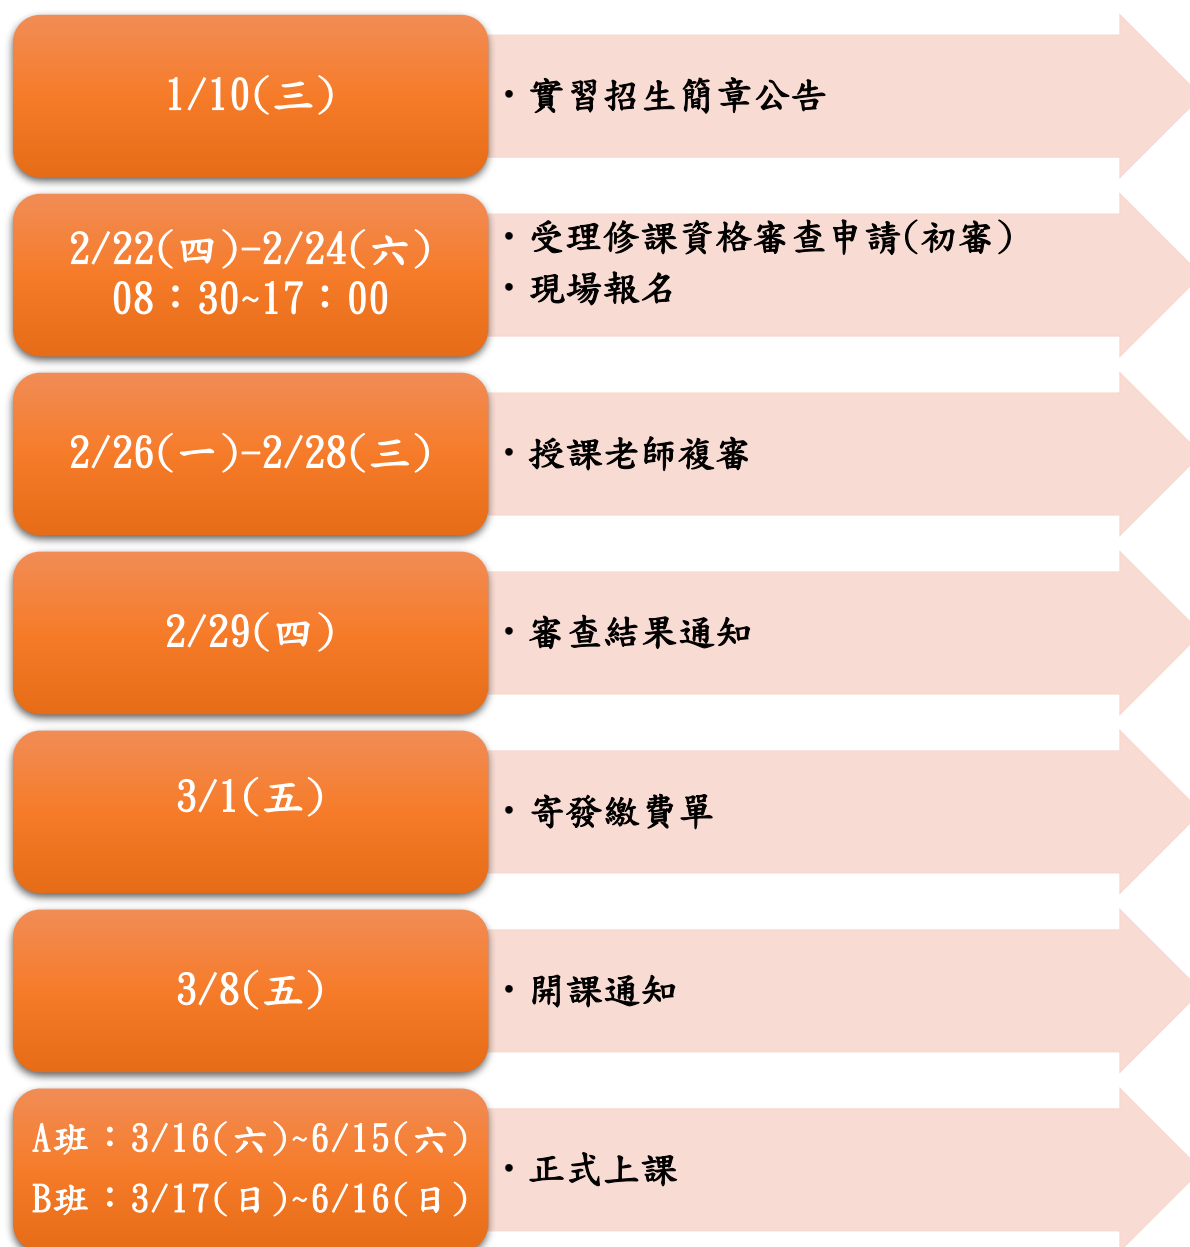 1/10(三)
・實習招生簡章公告
2/22(四)-2/24(六)
08：30~17：00
・受理修課資格審查申請(初審)
・現場報名
2/26(一)-2/28(三)
・授課老師複審
2/29(四)
・審查結果通知
3/1(五)
・寄發繳費單
3/8(五)
・開課通知
A班：3/16(六)~6/15(六)
B班：3/17(日)~6/16(日)
・正式上課